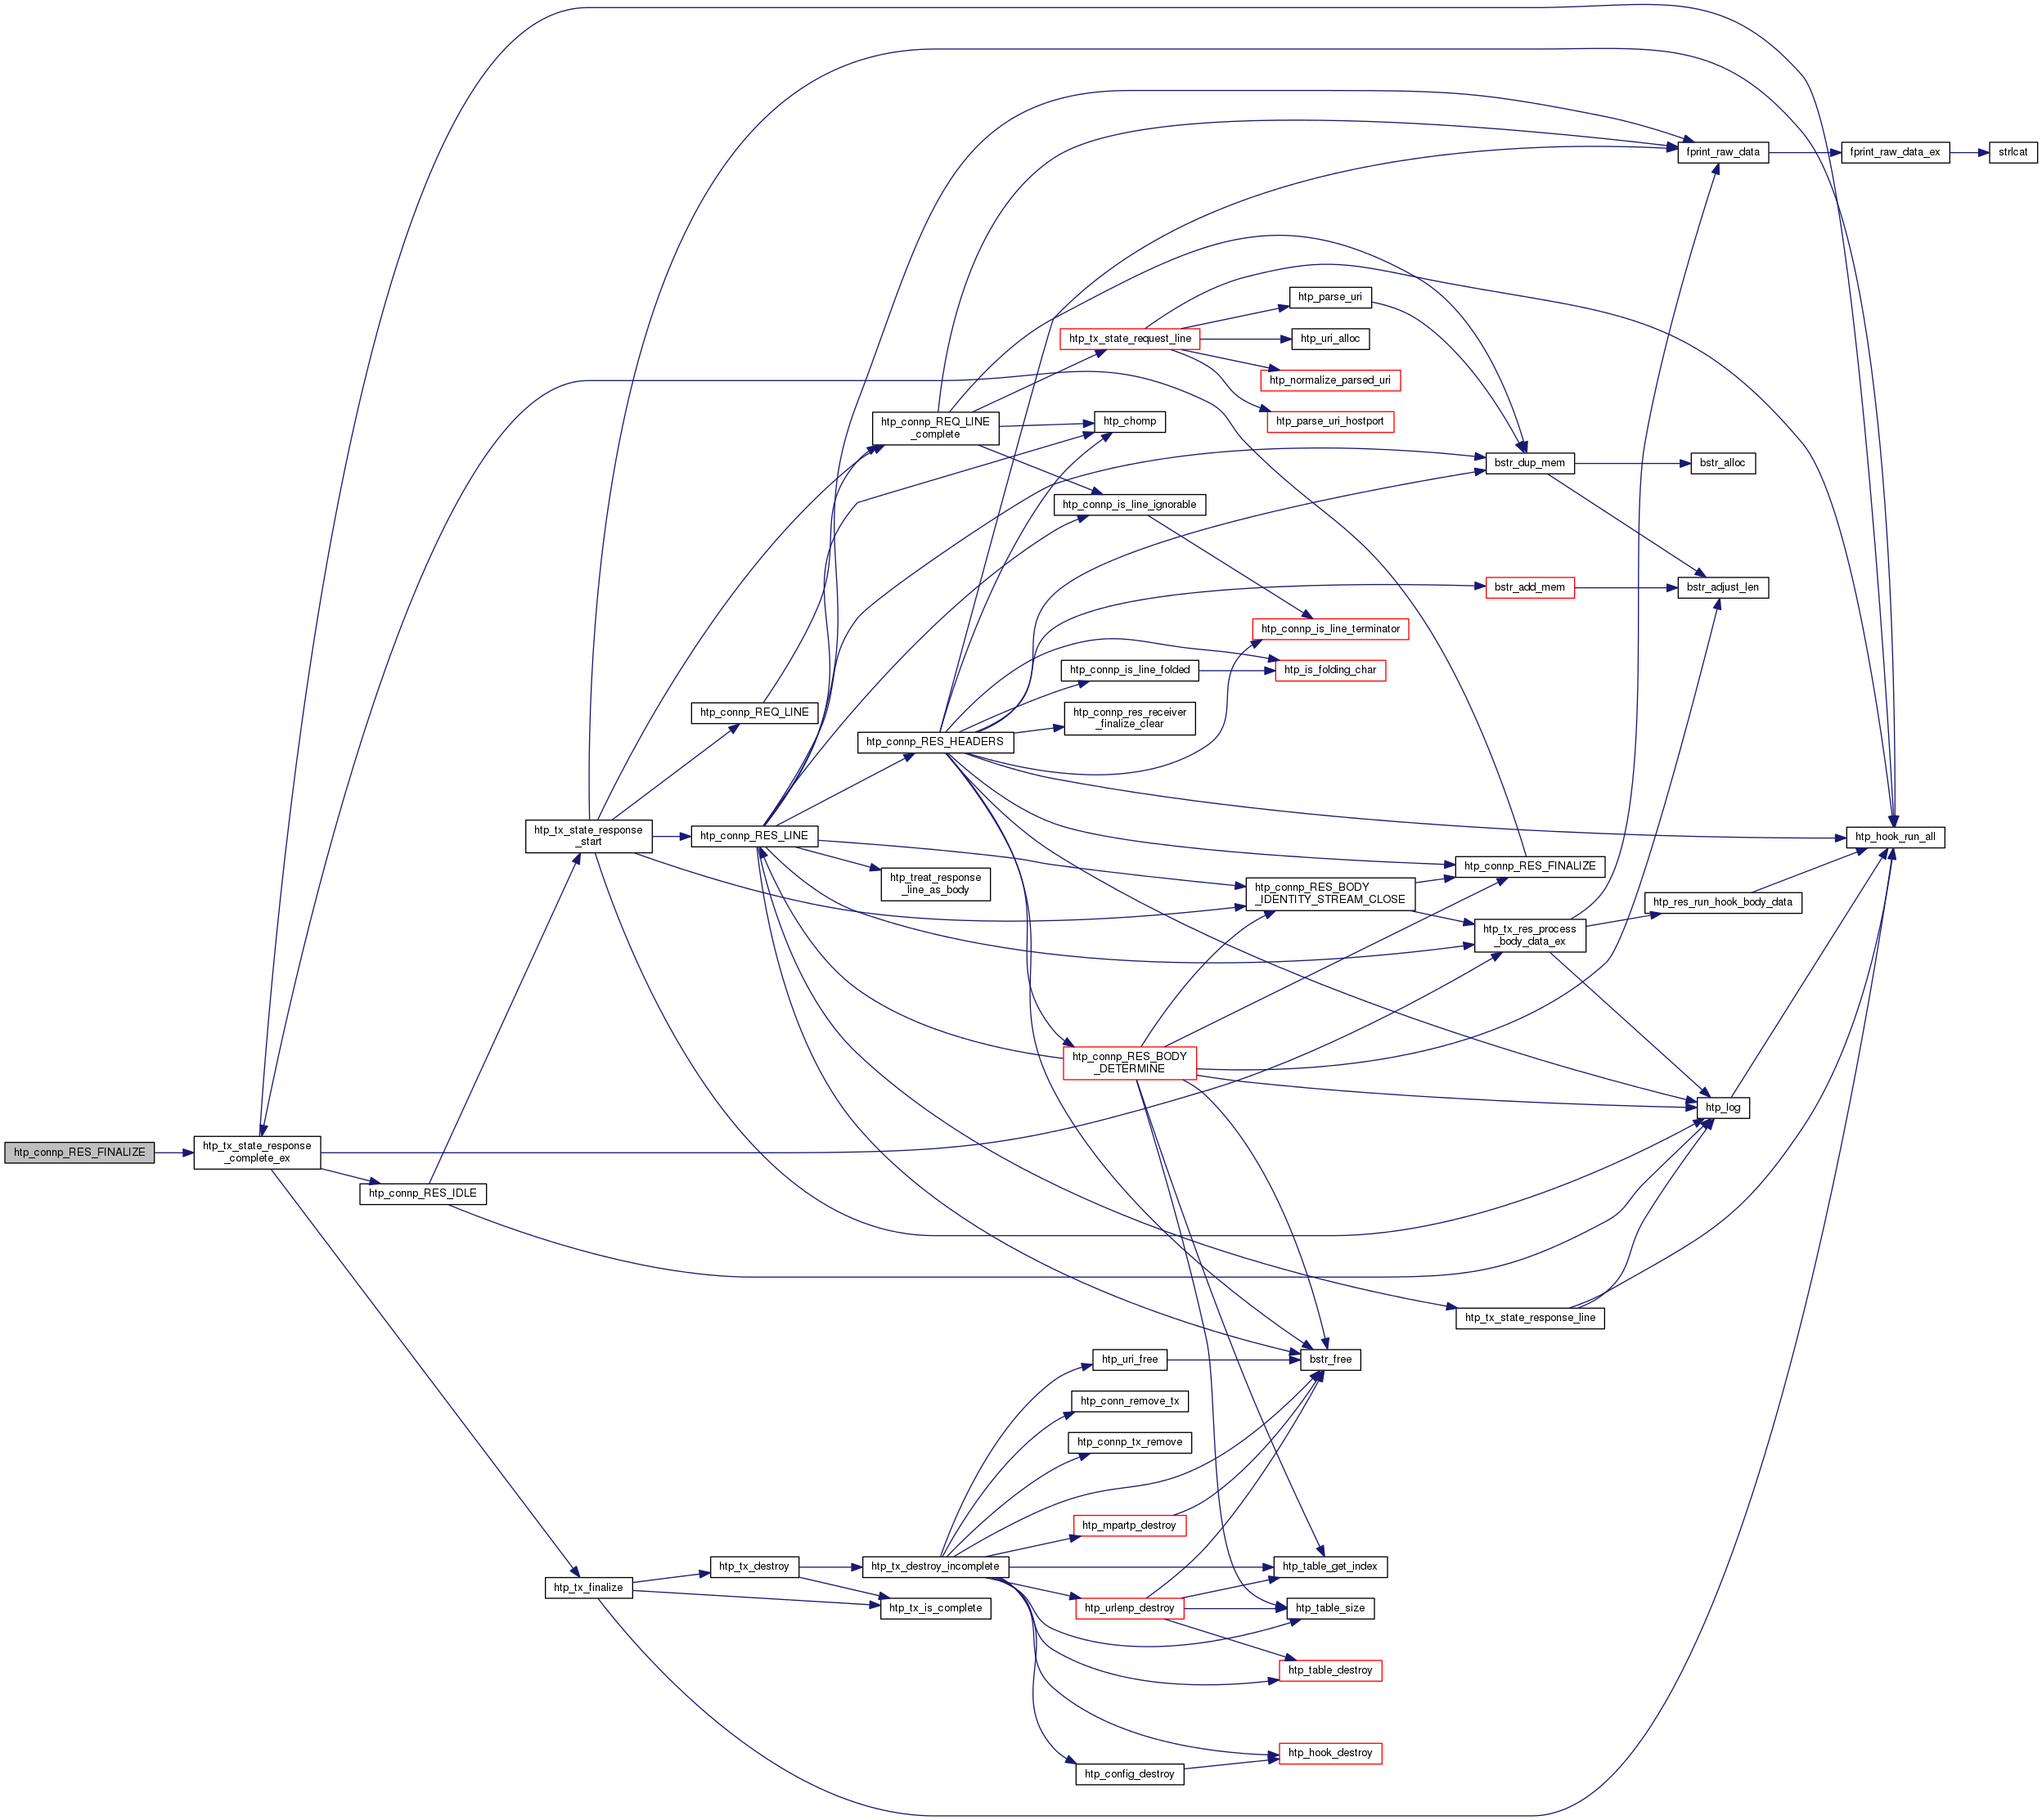 fprint_raw_data
fprint_raw_data_ex
strlcat
htp_parse_uri
htp_tx_state_request_line
htp_uri_alloc
htp_normalize_parsed_uri
htp_connp_REQ_LINE
_complete
htp_chomp
htp_parse_uri_hostport
bstr_dup_mem
bstr_alloc
htp_connp_is_line_ignorable
bstr_add_mem
bstr_adjust_len
htp_connp_is_line_terminator
htp_connp_is_line_folded
htp_is_folding_char
htp_connp_REQ_LINE
htp_connp_res_receiver
_finalize_clear
htp_connp_RES_HEADERS
htp_tx_state_response
_start
htp_connp_RES_LINE
htp_hook_run_all
htp_connp_RES_FINALIZE
htp_treat_response
_line_as_body
htp_connp_RES_BODY
_IDENTITY_STREAM_CLOSE
htp_res_run_hook_body_data
htp_tx_res_process
_body_data_ex
htp_connp_RES_BODY
_DETERMINE
htp_log
htp_connp_RES_FINALIZE
htp_tx_state_response
_complete_ex
htp_connp_RES_IDLE
htp_tx_state_response_line
htp_uri_free
bstr_free
htp_conn_remove_tx
htp_connp_tx_remove
htp_mpartp_destroy
htp_tx_destroy
htp_tx_destroy_incomplete
htp_table_get_index
htp_tx_finalize
htp_tx_is_complete
htp_urlenp_destroy
htp_table_size
htp_table_destroy
htp_hook_destroy
htp_config_destroy